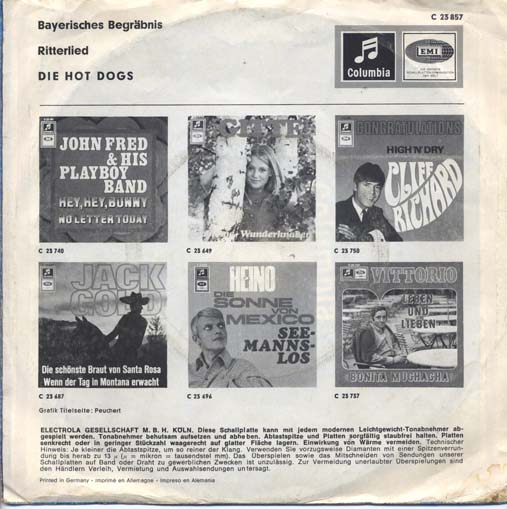 Bayerisches Begräbnis
C 23 857
Ritterlied
DIE HOT DOGS
Columbia
EMI
JOHN FRED
& HIS
PLAYBOY
BAND
HEY, HEY, BUNNY
NO LETTER TODAY
C 23 740
GITTE
Wunderknaben
C 23 649
CONGRATULATIONS
HIGH'N'DRY
CLIFF
RICHARD
C 23 750
JACK
GOLD
Die schönste Braut von Santa Rosa
Wenn der Tag in Montana erwacht
C 23 687
HEINO
DIE
SONNE
VON
MEXICO
SEE-
MANNS-
LOS
C 23 696
VITTORIO
LEBEN
UND
LIEBEN
BONITA MUCHACHA
C 23 737
Grafik Titelseite: Peuchert
ELECTROLA GESELLSCHAFT M. B. H. KÖLN. Diese Schallplatte kann mit jedem modernen Leichtgewicht-Tonabnehmer ab-
gespielt werden. Tonabnehmer behutsam aufsetzen und abheben. Abtastspitze und Platten sorgfältig staubfrei halten. Platten
senkrecht oder in geringer Stückzahl waagerecht auf glatter Fläche lagern. Einwirkung von Wärme vermeiden. Technischer
Hinweis: Je kleiner die Abtastspitze, um so reiner der Klang. Verwenden Sie vorzugsweise Diamanten mit einer Spitzenverrun-
dung bis herab zu 13 µ (µ = mikron = tausendstel mm). Das Überspielen sowie das Mitschneiden von Sendungen unserer
Schallplatten auf Band oder Draht zu gewerblichen Zwecken ist unzulässig. Zur Vermeidung unerlaubter Überspielungen sind
den Händlern Verleih, Vermietung und Auswahlsendungen untersagt.
Printed in Germany - Imprimé en Allemagne - Impreso en Alemania